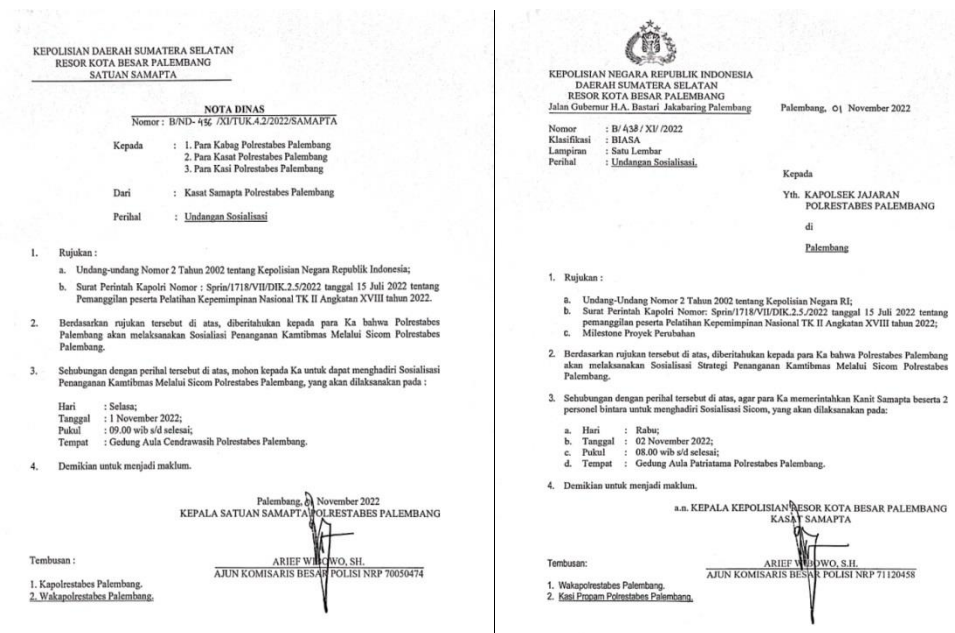 KEPOLISIAN DAERAH SUMATERA SELATAN
RESOR KOTA BESAR PALEMBANG
SATUAN SAMAPTA
NOTA DINAS
Nomor : B/ND- 436 /XI/TUK.4.2/2022/SAMAPTA
Kepada : 1. Para Kabag Polrestabes Palembang
2. Para Kasat Polrestabes Palembang
3. Para Kasi Polrestabes Palembang
Dari : Kasat Samapta Polrestabes Palembang
Perihal : Undangan Sosialisasi
1. Rujukan :
a. Undang-undang Nomor 2 Tahun 2002 tentang Kepolisian Negara Republik Indonesia;
b. Surat Perintah Kapolri Nomor : Sprin/1718/VII/DIK.2.5/2022 tanggal 15 Juli 2022 tentang
Pemanggilan peserta Pelatihan Kepemimpinan Nasional TK II Angkatan XVIII tahun 2022.
2. Berdasarkan rujukan tersebut di atas, diberitahukan kepada para Ka bahwa Polrestabes
Palembang akan melaksanakan Sosialiasi Penanganan Kamtibmas Melalui Sicom Polrestabes
Palembang.
3. Sehubungan dengan perihal tersebut di atas, mohon kepada Ka untuk dapat menghadiri Sosialisasi
Penanganan Kamtibmas Melalui Sicom Polrestabes Palembang, yang akan dilaksanakan pada :
Hari : Selasa;
Tanggal : 1 November 2022;
Pukul : 09.00 wib s/d selesai;
Tempat : Gedung Aula Cendrawasih Polrestabes Palembang.
4. Demikian untuk menjadi maklum.
Palembang, November 2022
KEPALA SATUAN SAMAPTA POLRESTABES PALEMBANG
ARIEF WIBOWO, SH.
AJUN KOMISARIS BESAR POLISI NRP 70050474
Tembusan :
1. Kapolrestabes Palembang.
2. Wakapolrestabes Palembang.
KEPOLISIAN NEGARA REPUBLIK INDONESIA
DAERAH SUMATERA SELATAN
RESOR KOTA BESAR PALEMBANG
Jalan Gubernur H.A. Bastari Jakabaring Palembang
Palembang, 01 November 2022
Nomor : B/ 438 / XI/ /2022
Klasifikasi : BIASA
Lampiran : Satu Lembar
Perihal : Undangan Sosialisasi.
Kepada
Yth. KAPOLSEK JAJARAN
POLRESTABES PALEMBANG
di
Palembang
1. Rujukan :
a. Undang-Undang Nomor 2 Tahun 2002 tentang Kepolisian Negara RI;
b. Surat Perintah Kapolri Nomor: Sprin/1718/VII/DIK.2.5./2022 tanggal 15 Juli 2022 tentang
pemanggilan peserta Pelatihan Kepemimpinan Nasional TK II Angkatan XVIII tahun 2022;
c. Milestone Proyek Perubahan
2. Berdasarkan rujukan tersebut di atas, diberitahukan kepada para Ka bahwa Polrestabes Palembang
akan melaksanakan Sosialisasi Strategi Penanganan Kamtibmas Melalui Sicom Polrestabes
Palembang.
3. Sehubungan dengan perihal tersebut di atas, agar para Ka memerintahkan Kanit Samapta beserta 2
personel bintara untuk menghadiri Sosialisasi Sicom, yang akan dilaksanakan pada:
a. Hari : Rabu;
b. Tanggal : 02 November 2022;
c. Pukul : 08.00 wib s/d selesai;
d. Tempat : Gedung Aula Patriatama Polrestabes Palembang.
4. Demikian untuk menjadi maklum.
a.n. KEPALA KEPOLISIAN RESOR KOTA BESAR PALEMBANG
KASAT SAMAPTA
ARIEF WIBOWO, S.H.
AJUN KOMISARIS BESAR POLISI NRP 71120458
Tembusan:
1. Wakapolrestabes Palembang.
2. Kasi Propam Polrestabes Palembang.